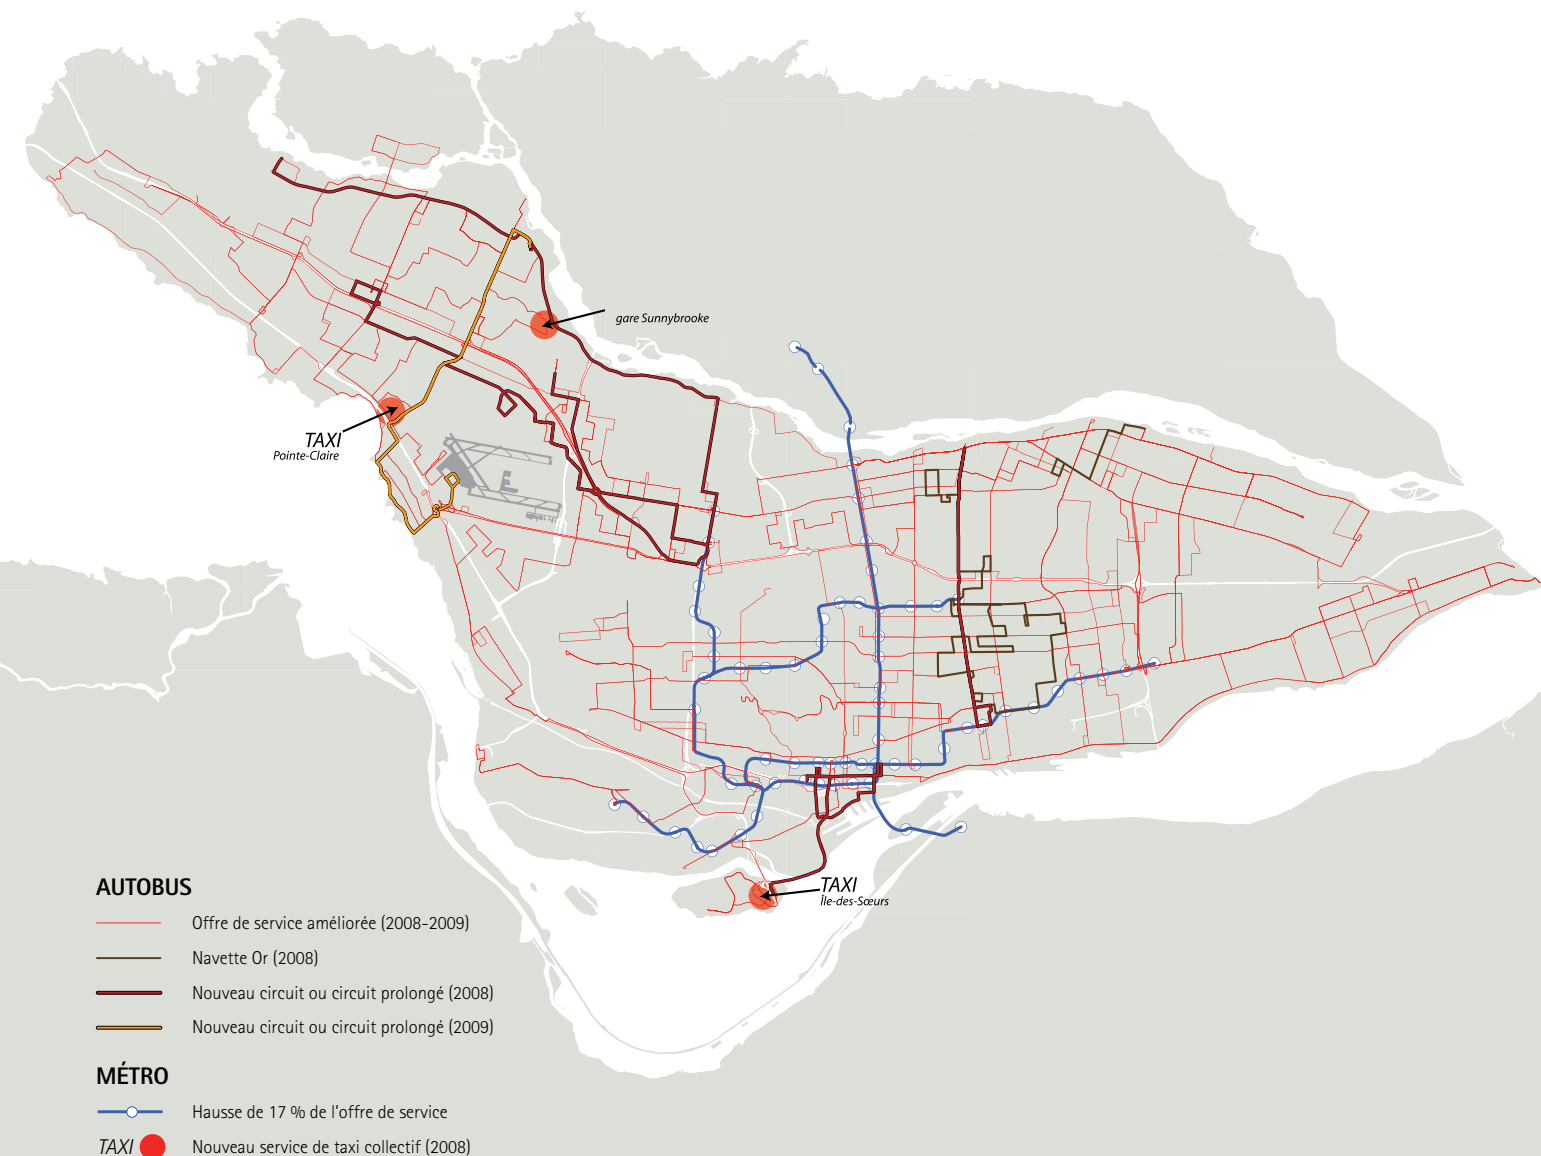 gare Sunnybrooke
TAXI
Pointe-Claire
TAXI
Île-des-Sœurs
AUTOBUS
Offre de service améliorée (2008-2009)
Navette Or (2008)
Nouveau circuit ou circuit prolongé (2008)
Nouveau circuit ou circuit prolongé (2009)
MÉTRO
Hausse de 17 % de l'offre de service
TAXI Nouveau service de taxi collectif (2008)